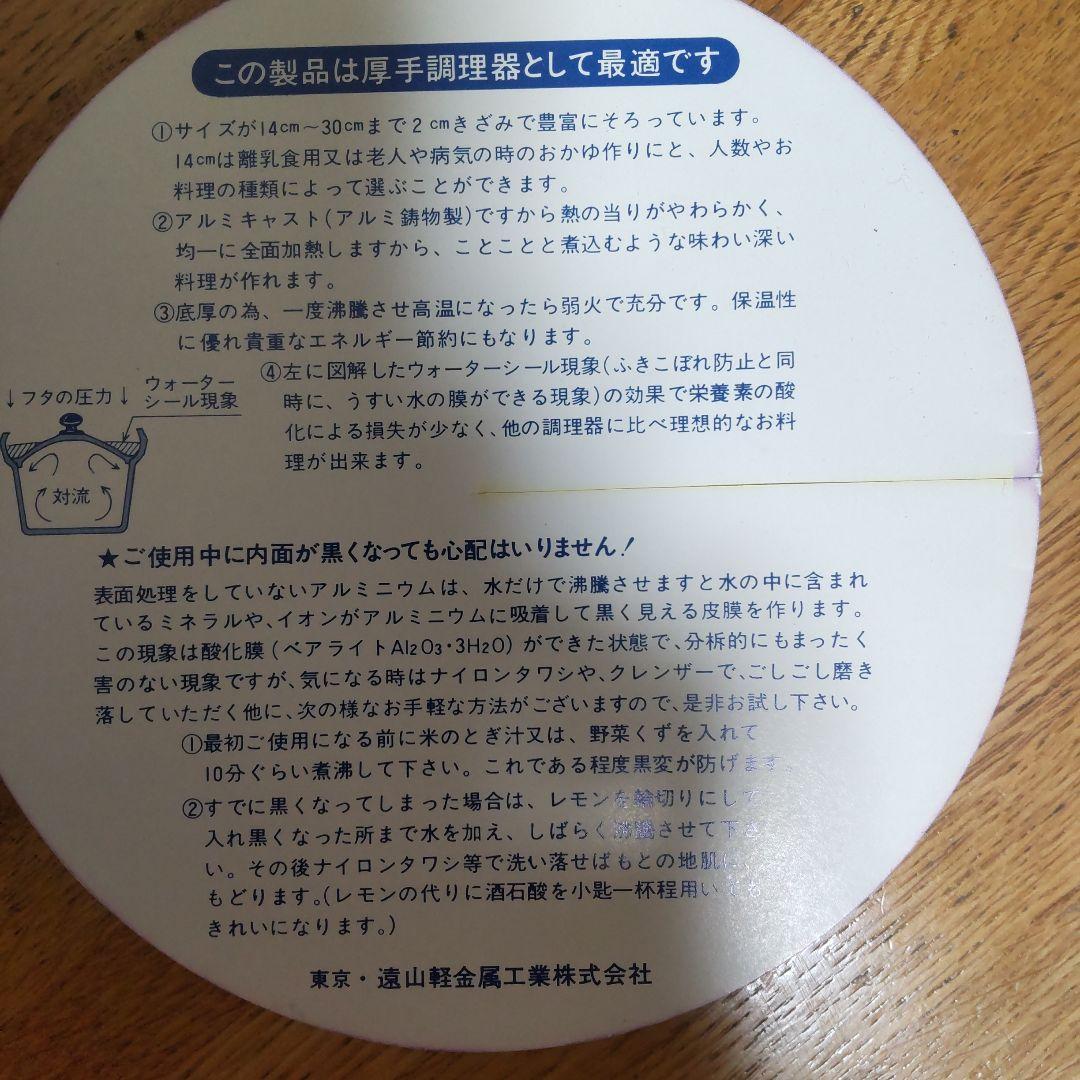 この製品は厚手調理器として最適です
①サイズが14cm～30cmまで2cmきざみで豊富にそろっています。
14cmは離乳食用又は老人や病気の時のおかゆ作りにと、人数やお
料理の種類によって選ぶことができます。
②アルミキャスト(アルミ鋳物製)ですから熱の当りがやわらかく、
均一に全面加熱しますから、ことことと煮込むような味わい深い
料理が作れます。
③底厚の為、一度沸騰させ高温になったら弱火で充分です。保温性
に優れ貴重なエネルギー節約にもなります。
④左に図解したウォーターシール現象(ふきこぼれ防止と同
時に、うすい水の膜ができる現象)の効果で栄養素の酸
化による損失が少なく、他の調理器に比べ理想的なお料
理が出来ます。
↓フタの圧力↓
ウォーター
シール現象
対流
★ご使用中に内面が黒くなっても心配はいりません!
表面処理をしていないアルミニウムは、水だけで沸騰させますと水の中に含まれ
ているミネラルや、イオンがアルミニウムに吸着して黒く見える皮膜を作ります。
この現象は酸化膜(ベアライトAl2O3・3H2O)ができた状態で、分析的にもまったく
害のない現象ですが、気になる時はナイロンタワシや、クレンザーで、ごしごし磨き
落していただく他に、次の様なお手軽な方法がございますので、是非お試し下さい。
①最初ご使用になる前に米のとぎ汁又は、野菜くずを入れて
10分ぐらい煮沸して下さい。これである程度黒変が防げます。
②すでに黒くなってしまった場合は、レモンを輪切りにして
入れ黒くなった所まで水を加え、しばらく沸騰させて下さ
い。その後ナイロンタワシ等で洗い落せばもとの地肌に
もどります。(レモンの代りに酒石酸を小匙一杯程用いても
きれいになります。)
東京・遠山軽金属工業株式会社